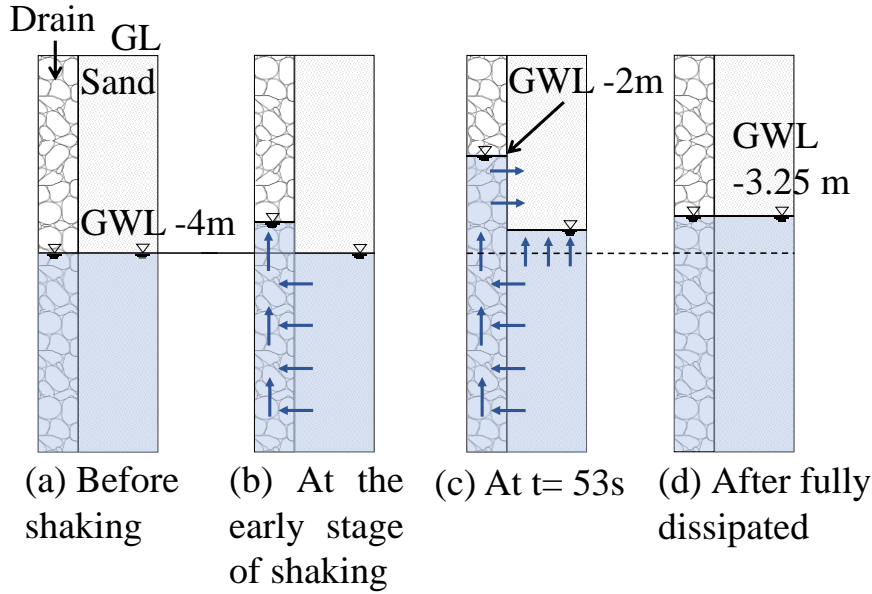 Drain
GL
Sand
GWL -4m
GWL -2m
GWL
-3.25 m
(a) Before
shaking
(b) At the
early stage
of shaking
(c) At t= 53s
(d) After fully
dissipated